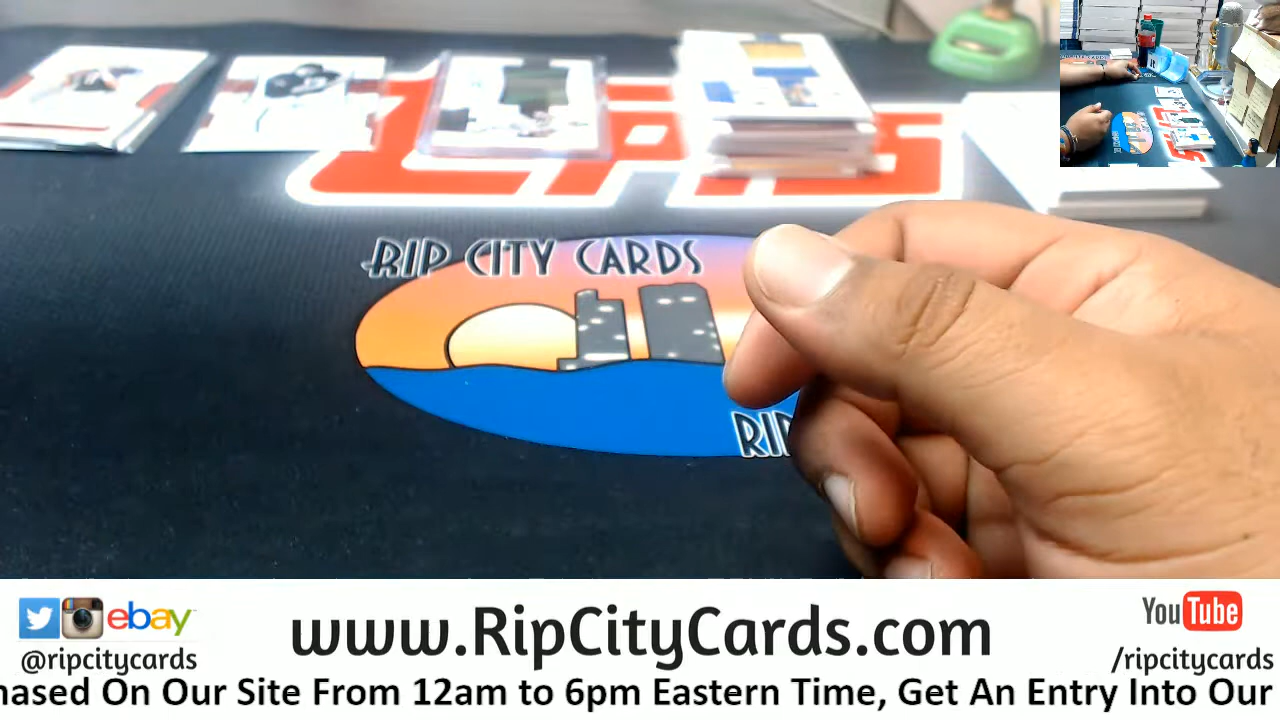 RIP CITY CARDS
RIP
ebay
@ripcitycards
www.RipCityCards.com
YouTube
/ripcitycards
hased On Our Site From 12am to 6pm Eastern Time, Get An Entry Into Our